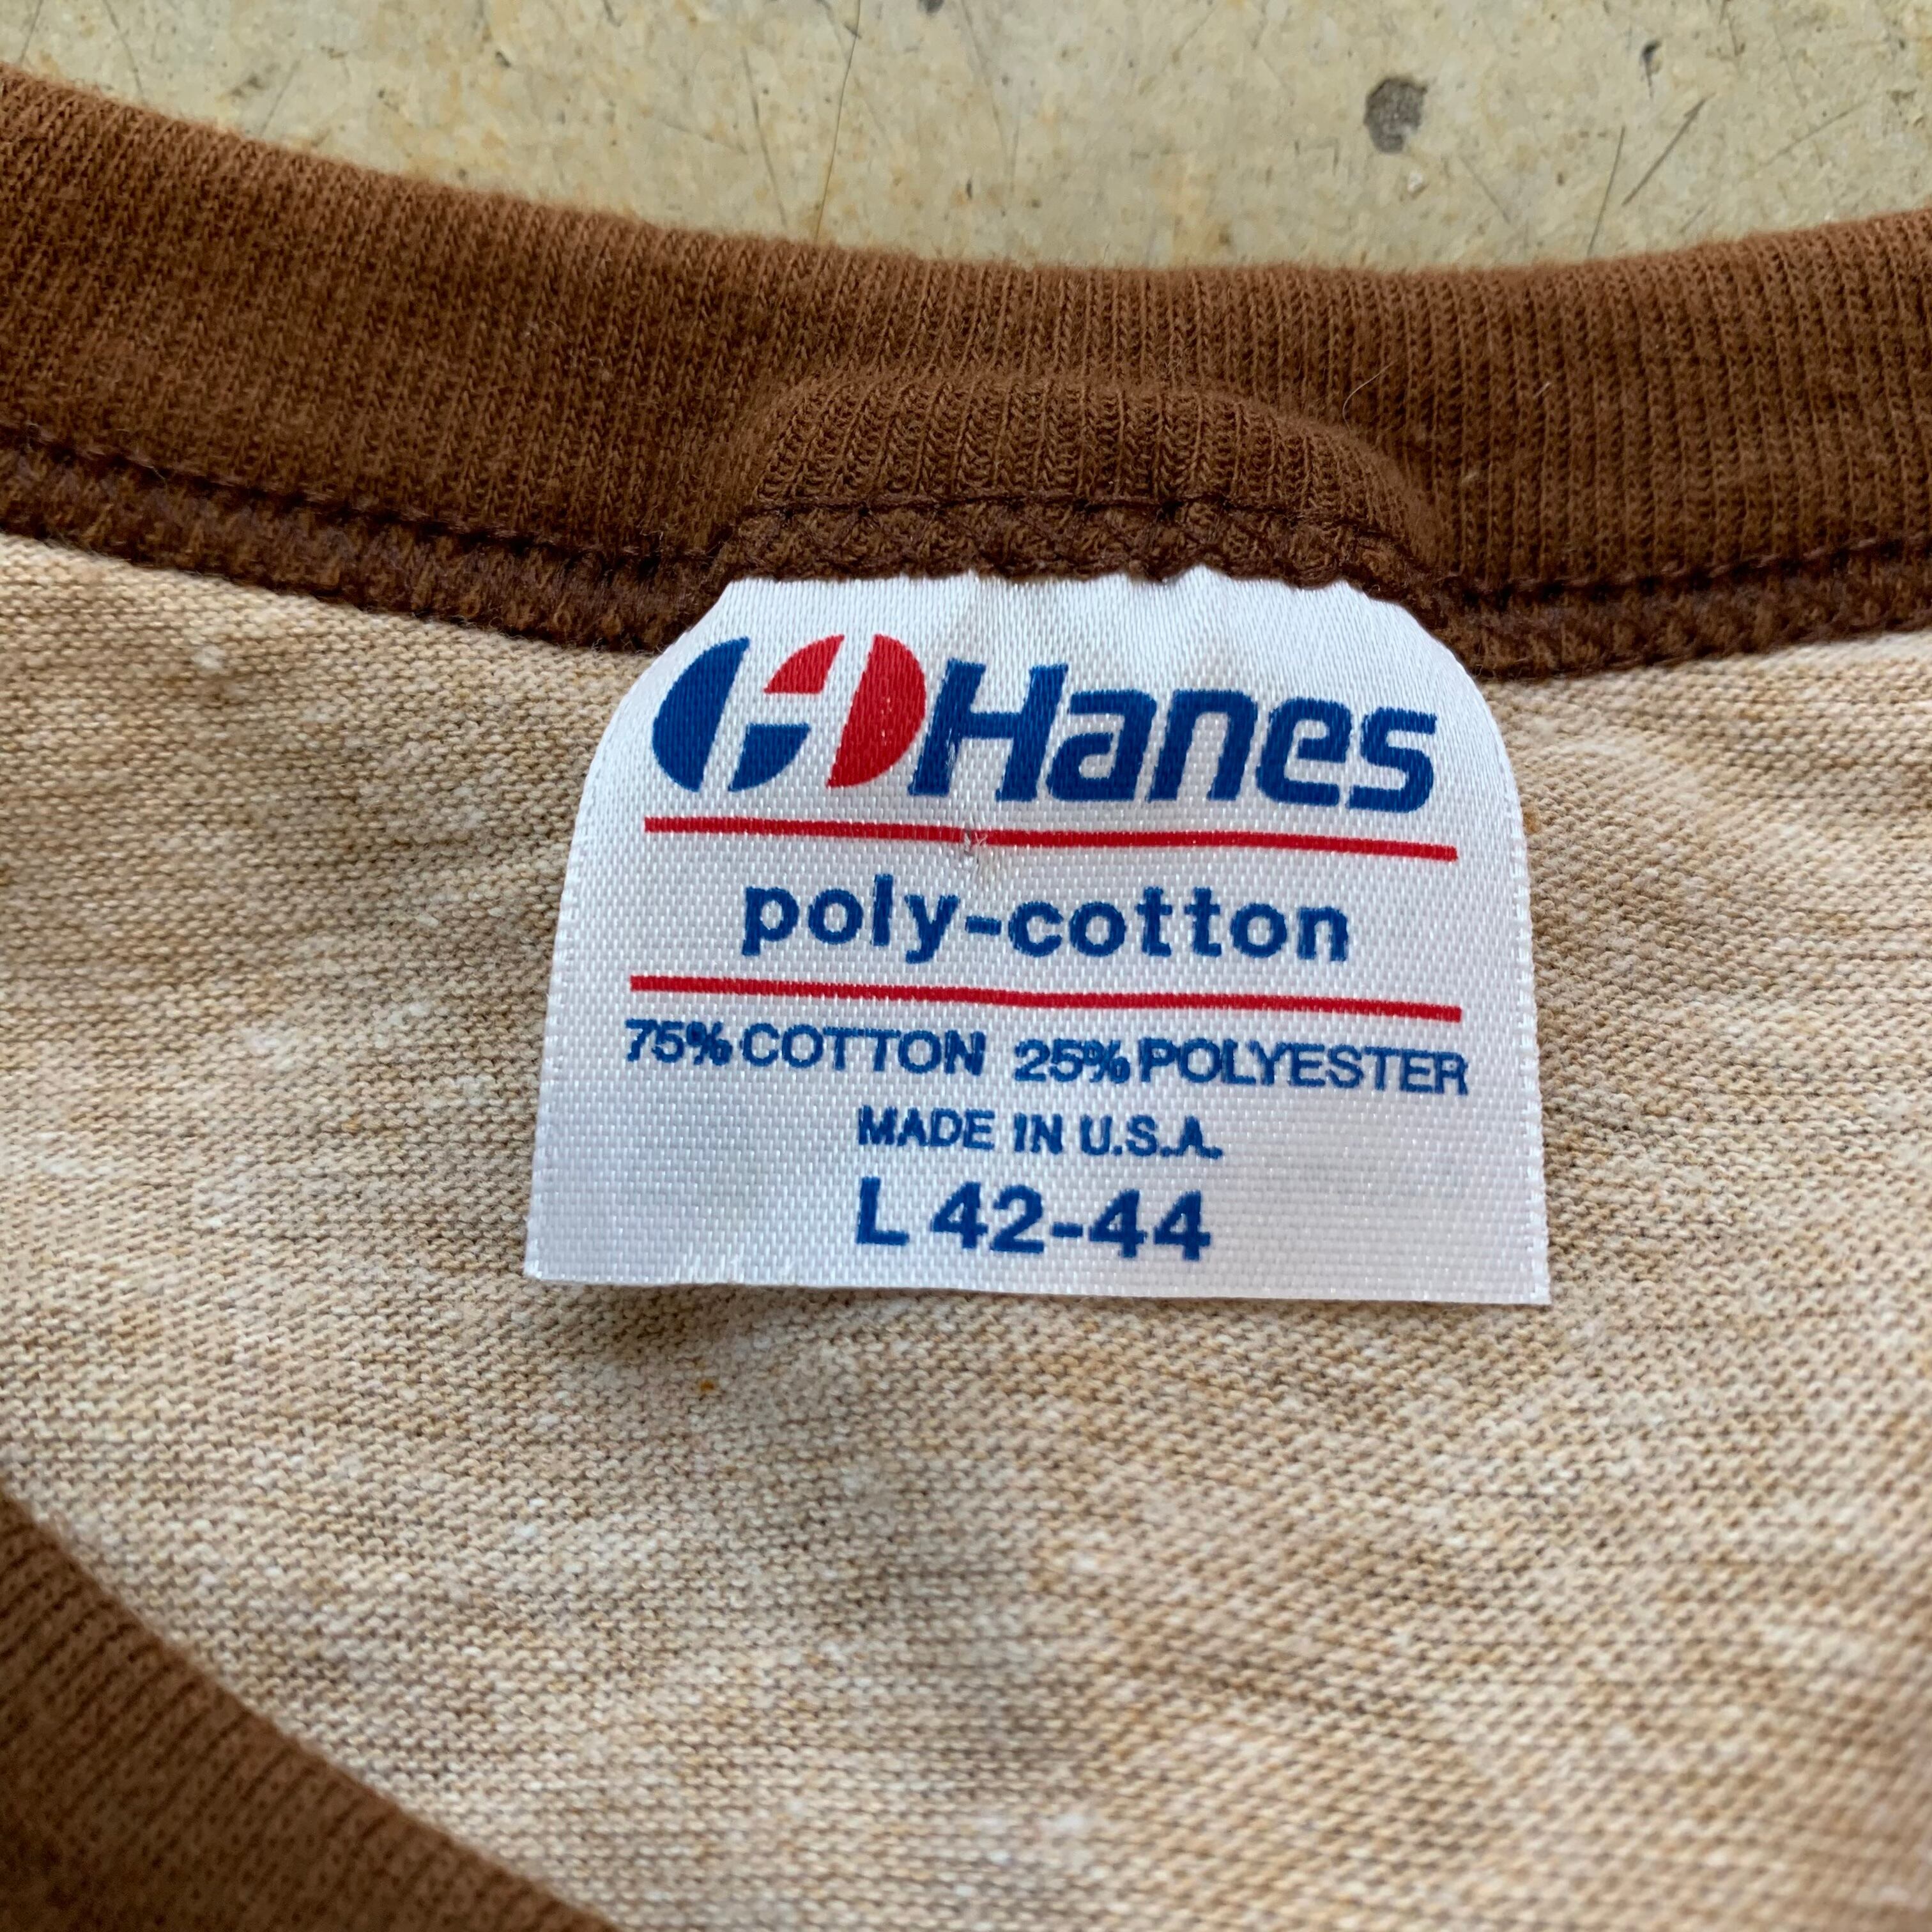 Hanes
poly-cotton
75% COTTON 25% POLYESTER
MADE IN U.S.A.
L 42-44